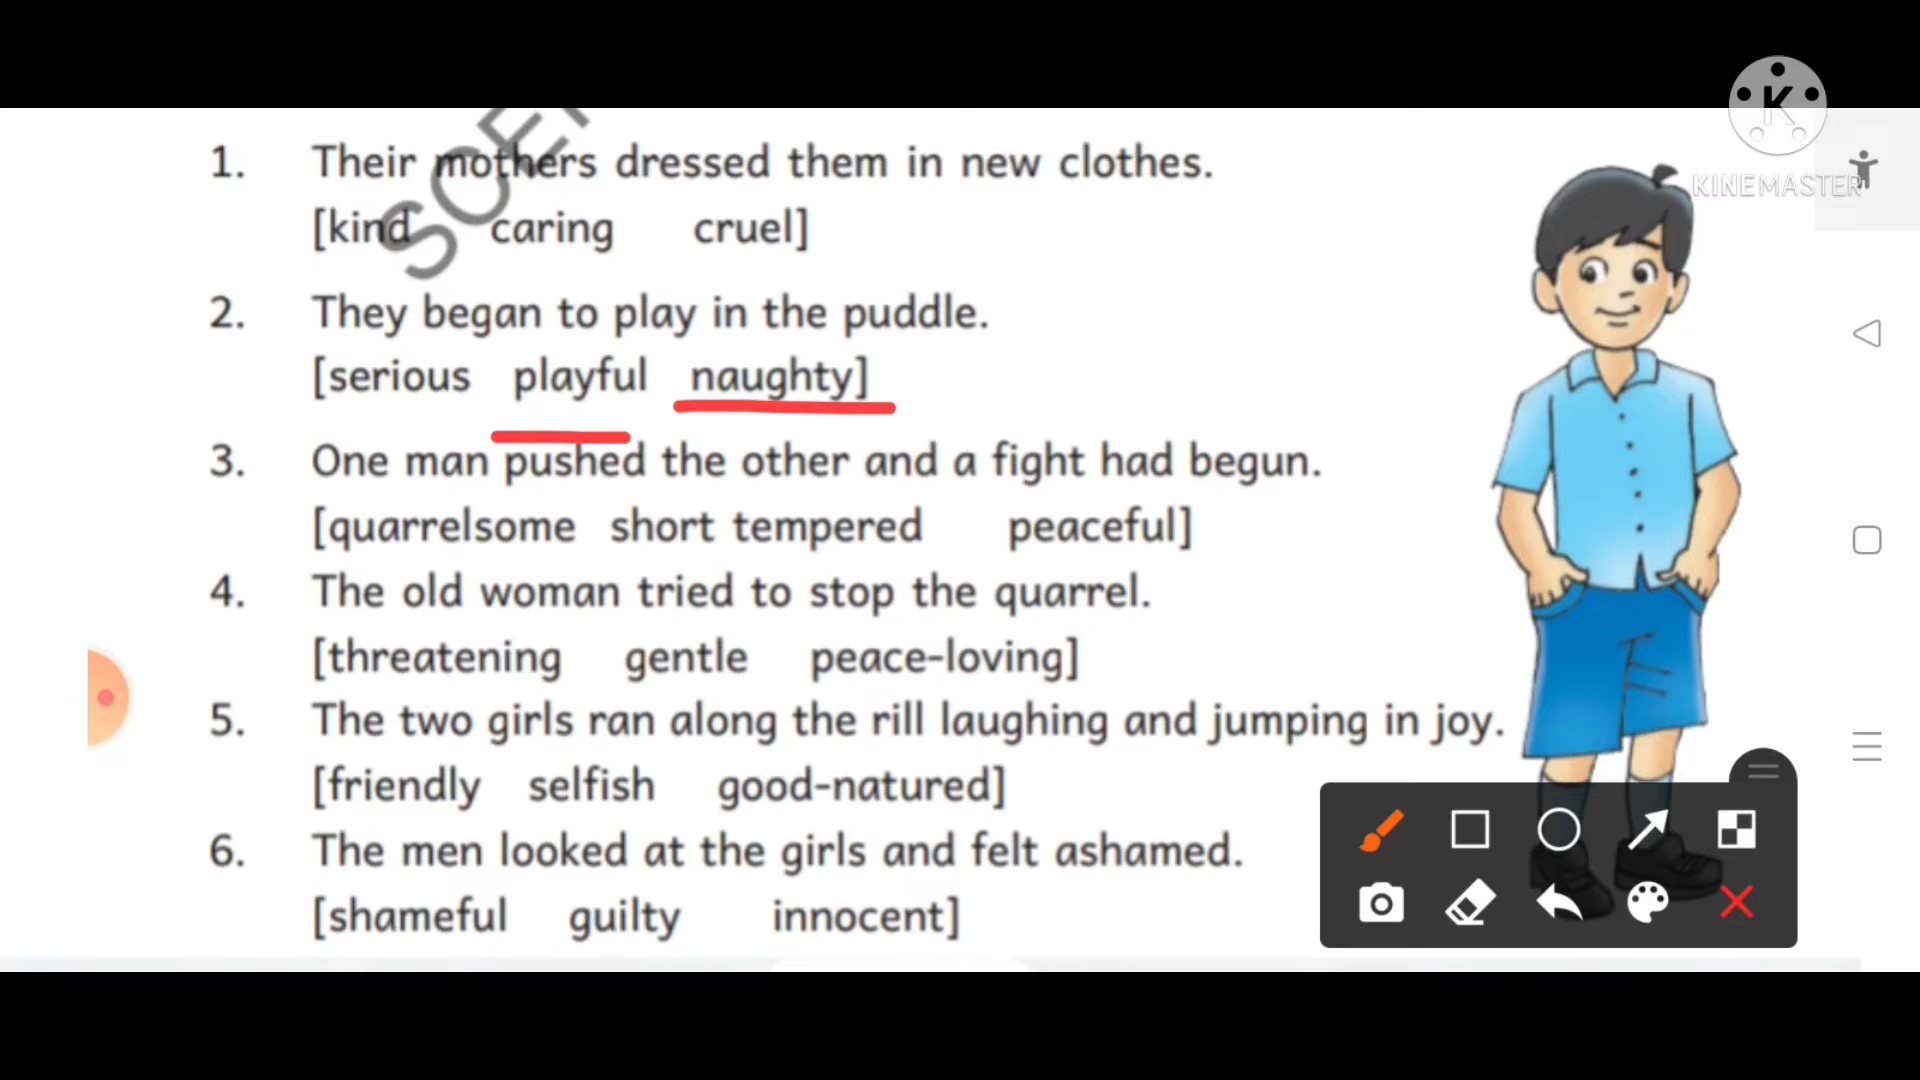 KINEMASTER
1. Their mothers dressed them in new clothes.
[kind caring cruel]
2. They began to play in the puddle.
[serious playful naughty]
3. One man pushed the other and a fight had begun.
[quarrelsome short tempered peaceful]
4. The old woman tried to stop the quarrel.
[threatening gentle peace-loving]
5. The two girls ran along the rill laughing and jumping in joy.
[friendly selfish good-natured]
6. The men looked at the girls and felt ashamed.
[shameful guilty innocent]